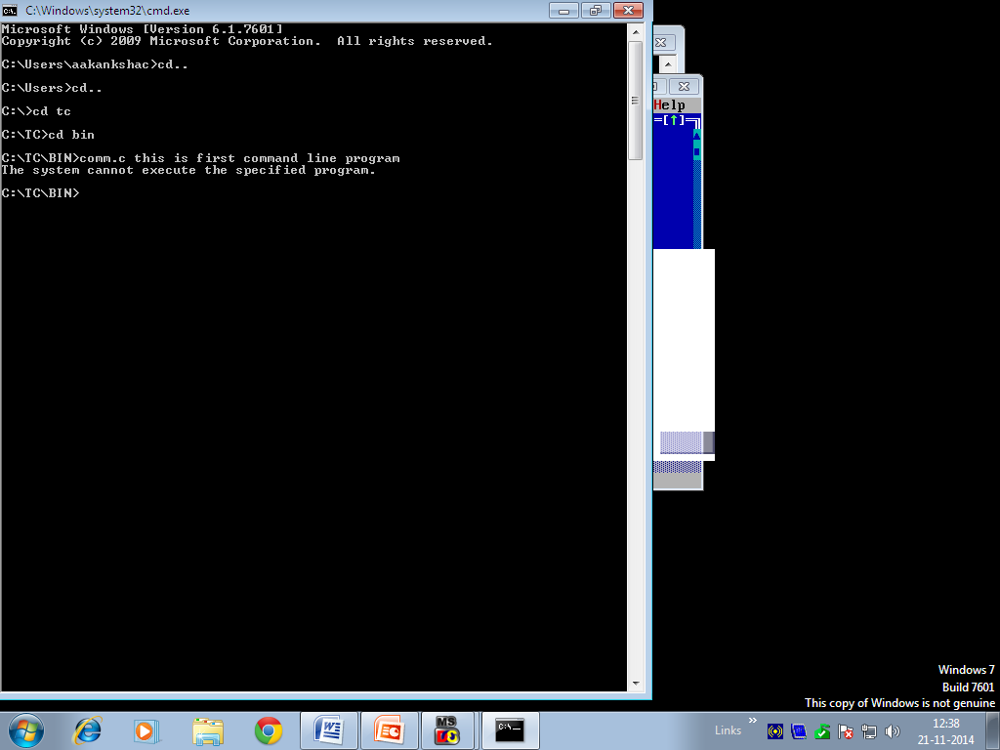 C:\Windows\system32\cmd.exe
Microsoft Windows [Version 6.1.7601]
Copyright (c) 2009 Microsoft Corporation.  All rights reserved.
C:\Users\aakankshac>cd..
C:\Users>cd..
C:\>cd tc
C:\TC>cd bin
C:\TC\BIN>comm.c this is first command line program
The system cannot execute the specified program.
C:\TC\BIN>
Help
=[↑]=
Windows 7
Build 7601
This copy of Windows is not genuine
MS
C:\_
Links
»
12:38
21-11-2014